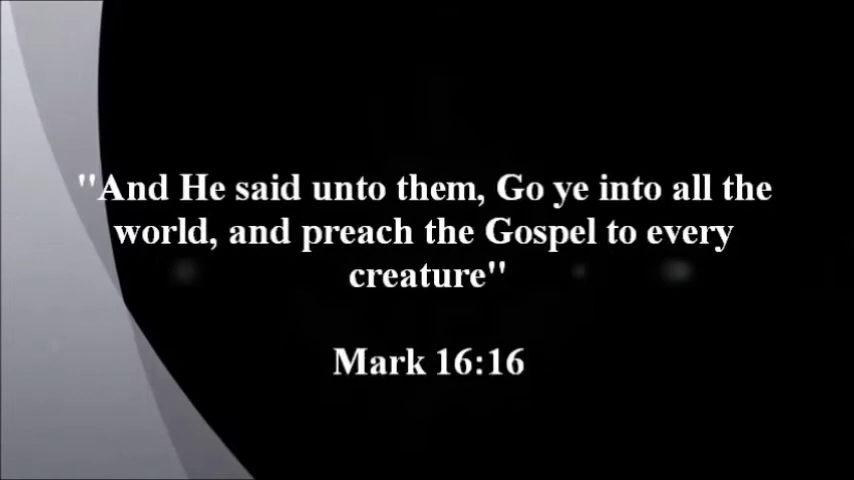 "And He said unto them, Go ye into all the
world, and preach the Gospel to every
creature"
Mark 16:16